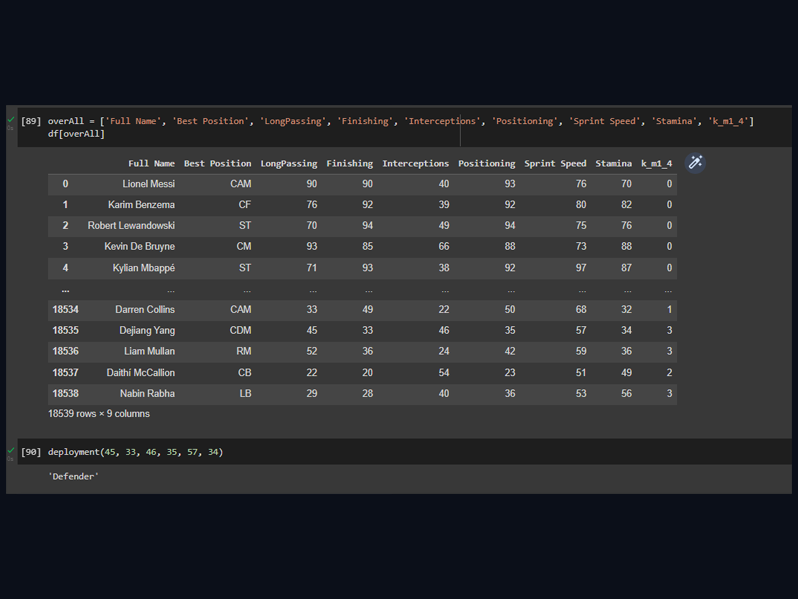 [89] overAll = ['Full Name', 'Best Position', 'LongPassing', 'Finishing', 'Interceptions', 'Positioning', 'Sprint Speed', 'Stamina', 'k_m1_4']
df[overAll]
Full Name Best Position LongPassing Finishing Interceptions Positioning Sprint Speed Stamina k_m1_4
0 Lionel Messi CAM 90 90 40 93 76 70 0
1 Karim Benzema CF 76 92 39 92 80 82 0
2 Robert Lewandowski ST 70 94 49 94 75 76 0
3 Kevin De Bruyne CM 93 85 66 88 73 88 0
4 Kylian Mbappé ST 71 93 38 92 97 87 0
... ... ... ... ... ... ... ... ... ...
18534 Darren Collins CAM 33 49 22 50 68 32 1
18535 Dejiang Yang CDM 45 33 46 35 57 34 3
18536 Liam Mullan RM 52 36 24 42 59 36 3
18537 Daithí McCallion CB 22 20 54 23 51 49 2
18538 Nabin Rabha LB 29 28 40 36 53 56 3
18539 rows × 9 columns
[90] deployment(45, 33, 46, 35, 57, 34)
'Defender'